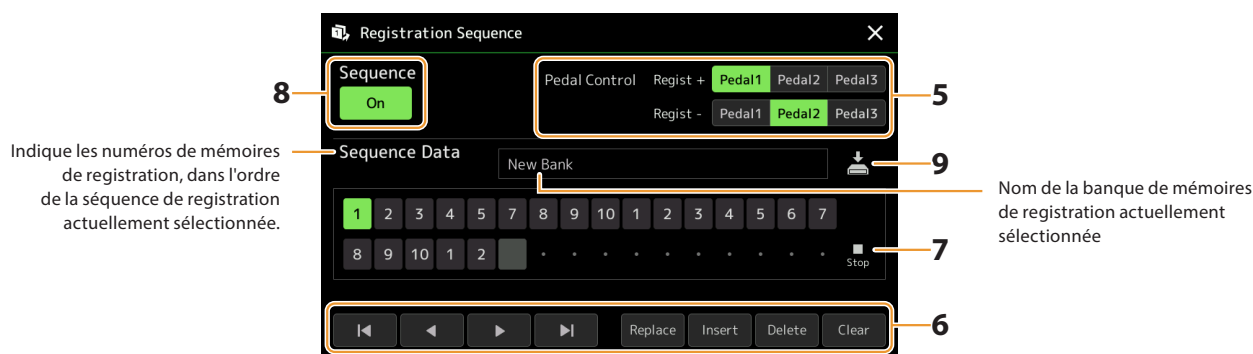 Registration Sequence
Sequence
On
8
Pedal Control Regist + Pedal1 Pedal2 Pedal3
Regist - Pedal1 Pedal2 Pedal3
5
Indique les numéros de mémoires
de registration, dans l'ordre
de la séquence de registration
actuellement sélectionnée.
Sequence Data
New Bank
9
Nom de la banque de mémoires
de registration actuellement
sélectionnée
1 2 3 4 5 7 8 9 10 1 2 3 4 5 6 7
8 9 10 1 2
Stop
7
Replace Insert Delete Clear
6